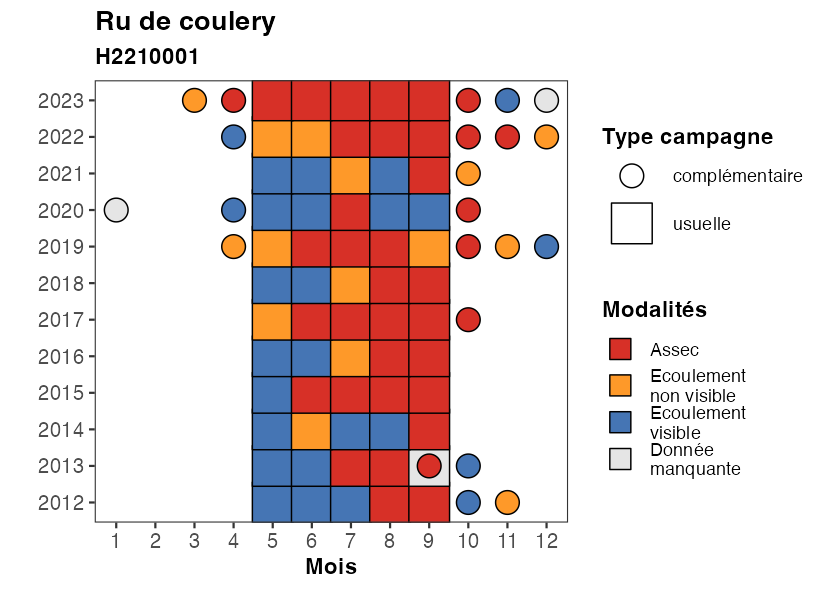 Ru de coulery
H2210001
2023
2022
2021
2020
2019
2018
2017
2016
2015
2014
2013
2012
1 2 3 4 5 6 7 8 9 10 11 12
Mois
Type campagne
complémentaire
usuelle
Modalités
Assec
Ecoulement
non visible
Ecoulement
visible
Donnée
manquante